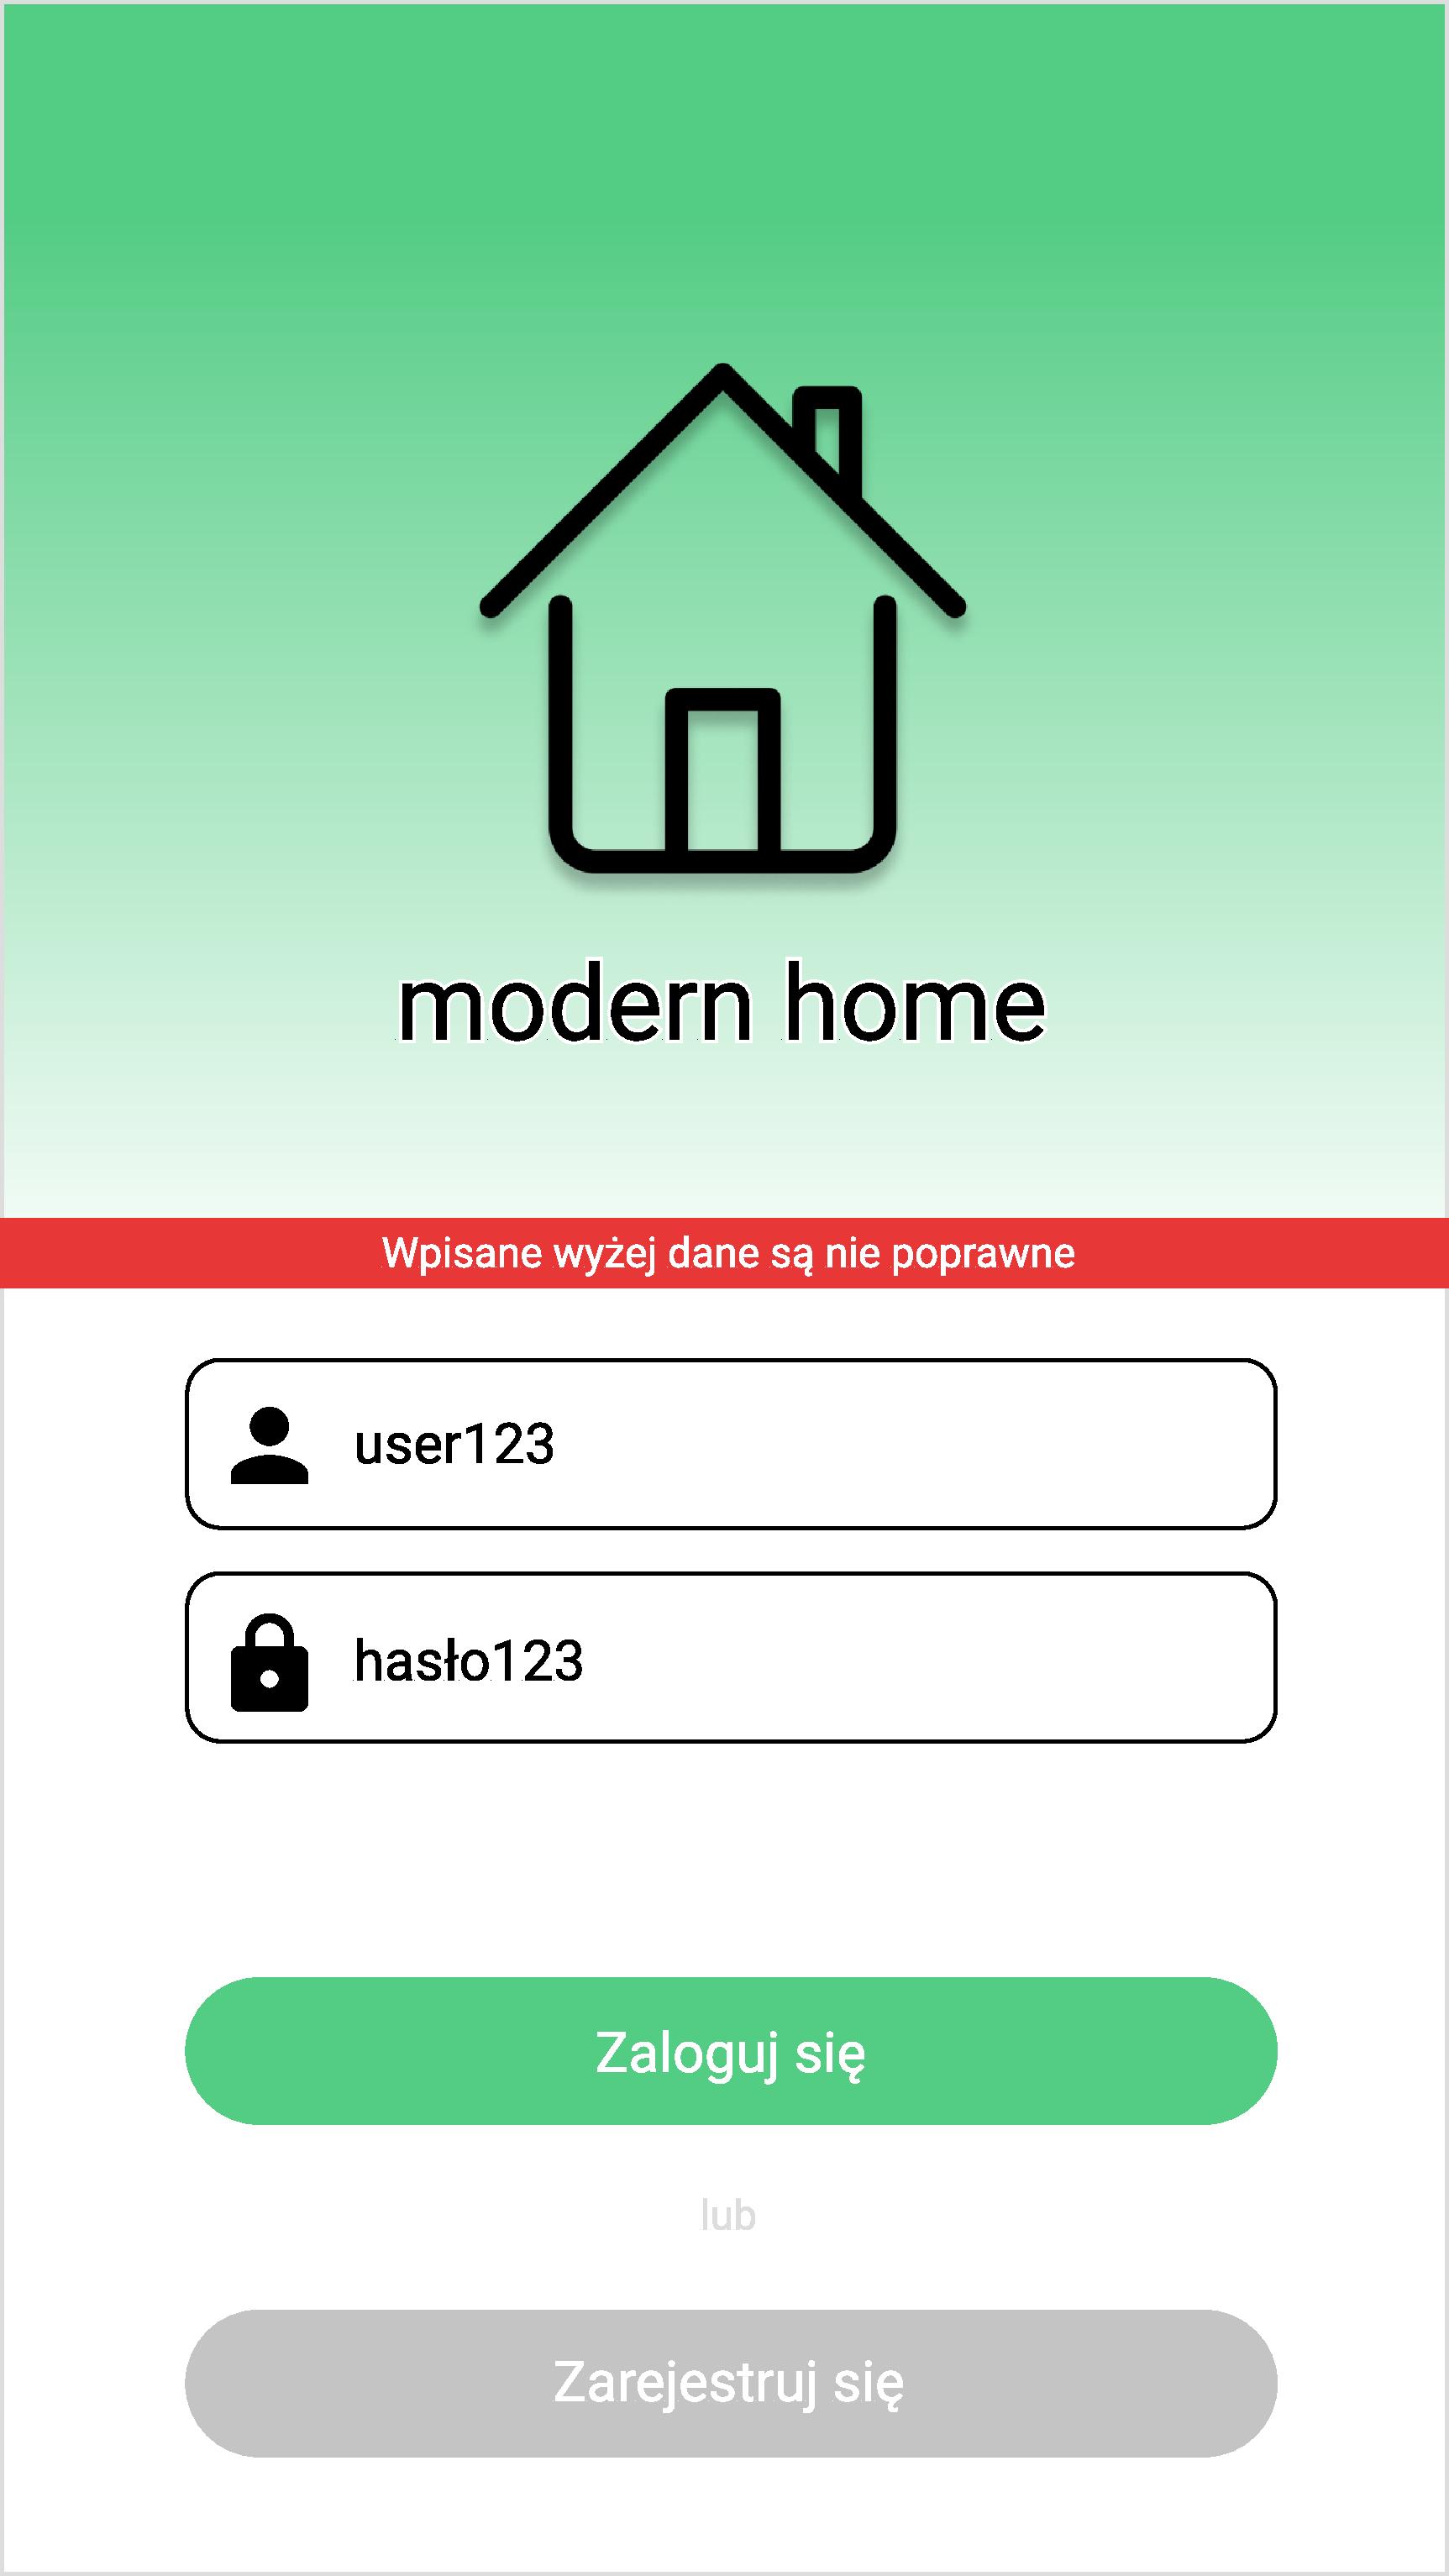 modern home
Wpisane wyżej dane są nie poprawne
user123
hasło123
Zaloguj się
lub
Zarejestruj się